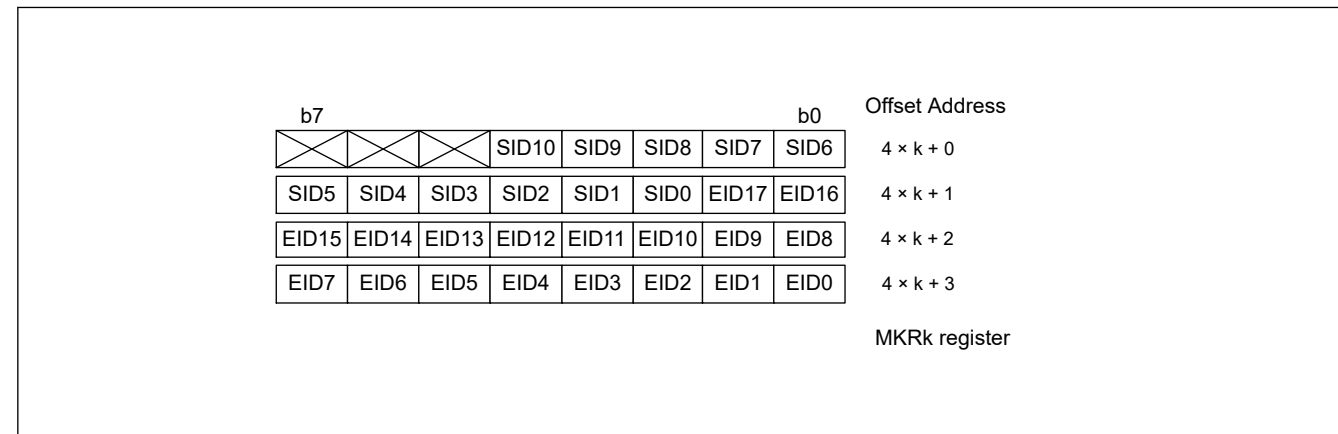 b7 b0 Offset Address
SID10 SID9 SID8 SID7 SID6 4 × k + 0
SID5 SID4 SID3 SID2 SID1 SID0 EID17 EID16 4 × k + 1
EID15 EID14 EID13 EID12 EID11 EID10 EID9 EID8 4 × k + 2
EID7 EID6 EID5 EID4 EID3 EID2 EID1 EID0 4 × k + 3
MKRk register